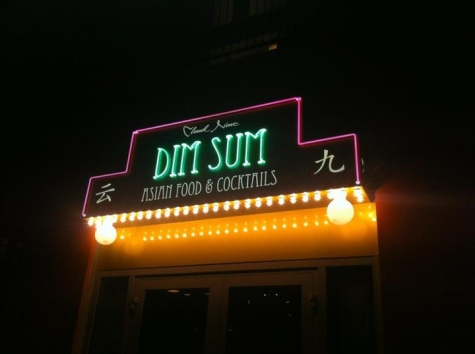 Cloud Nine
DIM SUM
ASIAN FOOD & COCKTAILS
云 九